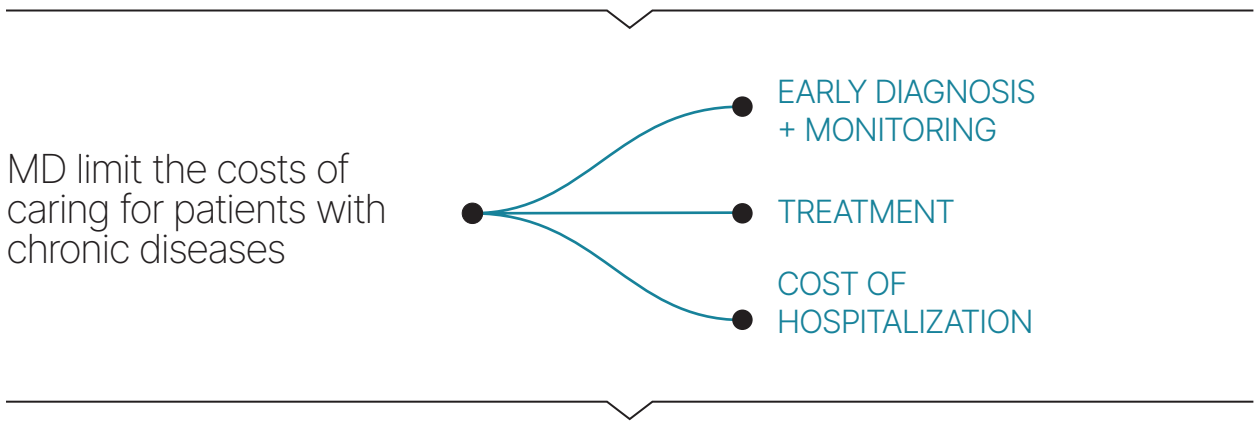 MD limit the costs of
caring for patients with
chronic diseases
EARLY DIAGNOSIS
+ MONITORING
TREATMENT
COST OF
HOSPITALIZATION